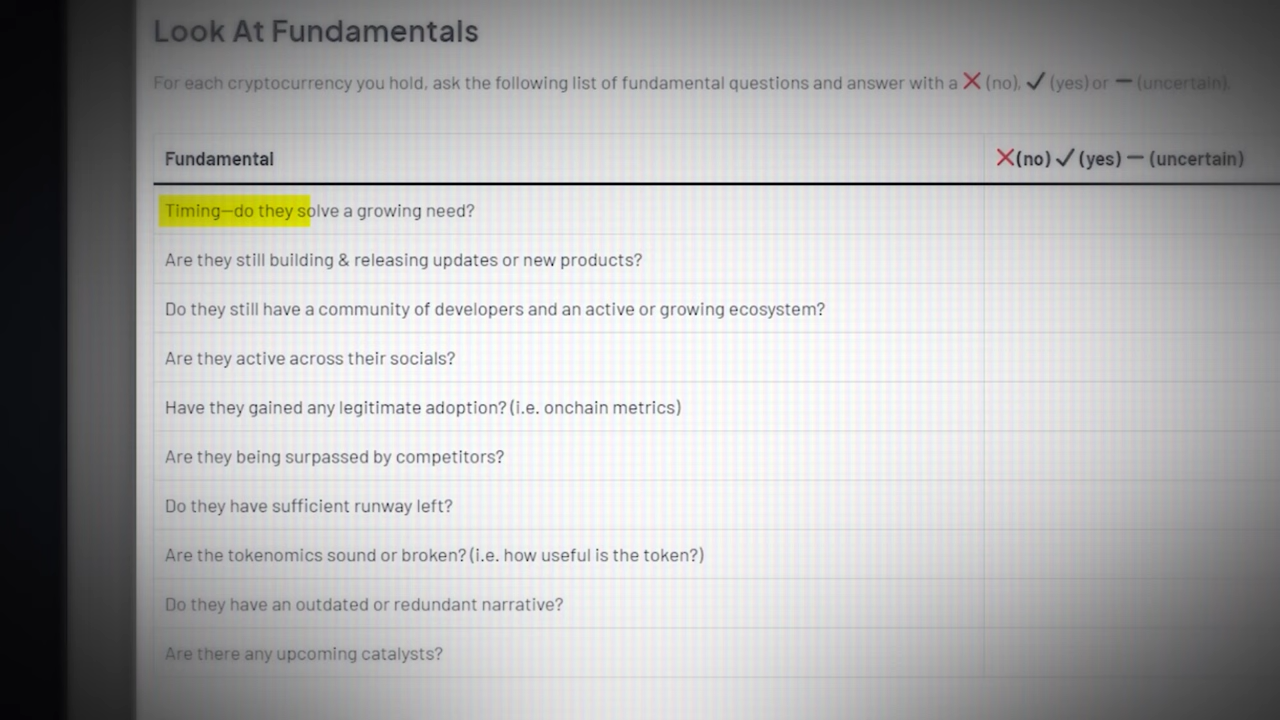 Look At Fundamentals
For each cryptocurrency you hold, ask the following list of fundamental questions and answer with a ❌ (no), ✓ (yes) or — (uncertain).
Fundamental ❌(no) ✓ (yes) — (uncertain)
Timing—do they solve a growing need?
Are they still building & releasing updates or new products?
Do they still have a community of developers and an active or growing ecosystem?
Are they active across their socials?
Have they gained any legitimate adoption? (i.e. onchain metrics)
Are they being surpassed by competitors?
Do they have sufficient runway left?
Are the tokenomics sound or broken? (i.e. how useful is the token?)
Do they have an outdated or redundant narrative?
Are there any upcoming catalysts?